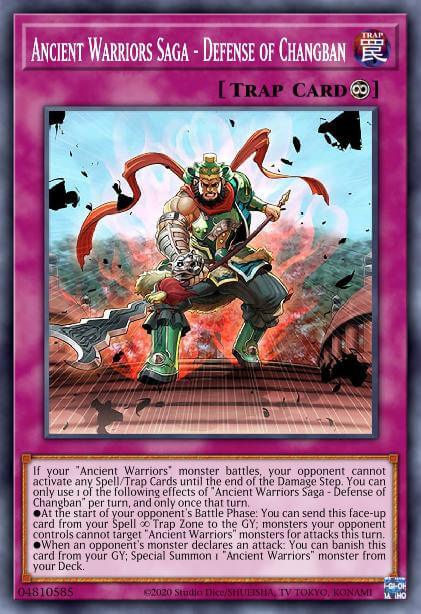 ANCIENT WARRIORS SAGA - DEFENSE OF CHANGBAN
TRAP
罠
[TRAP CARD∞]
If your "Ancient Warriors" monster battles, your opponent cannot
activate any Spell/Trap Cards until the end of the Damage Step. You can
only use 1 of the following effects of "Ancient Warriors Saga - Defense of
Changban" per turn, and only once that turn.
●At the start of your opponent's Battle Phase: You can send this face-up
card from your Spell ∞ Trap Zone to the GY; monsters your opponent
controls cannot target "Ancient Warriors" monsters for attacks this turn.
●When an opponent's monster declares an attack: You can banish this
card from your GY; Special Summon 1 "Ancient Warriors" monster from
your Deck.
04810585
©2020 Studio Dice/SHUEISHA, TV TOKYO, KONAMI